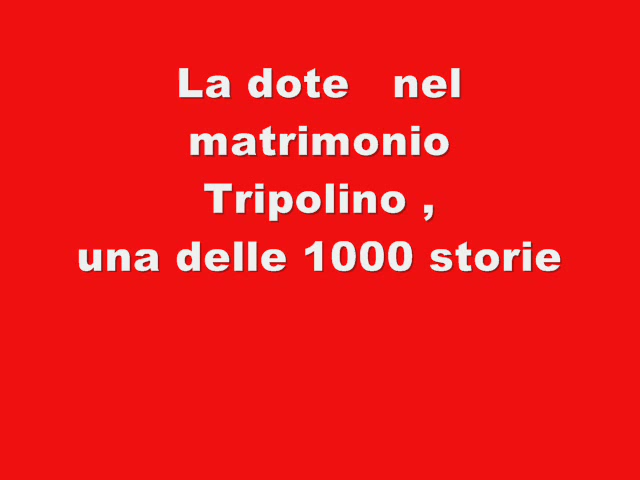 La dote   nel
matrimonio
Tripolino ,
una delle 1000 storie